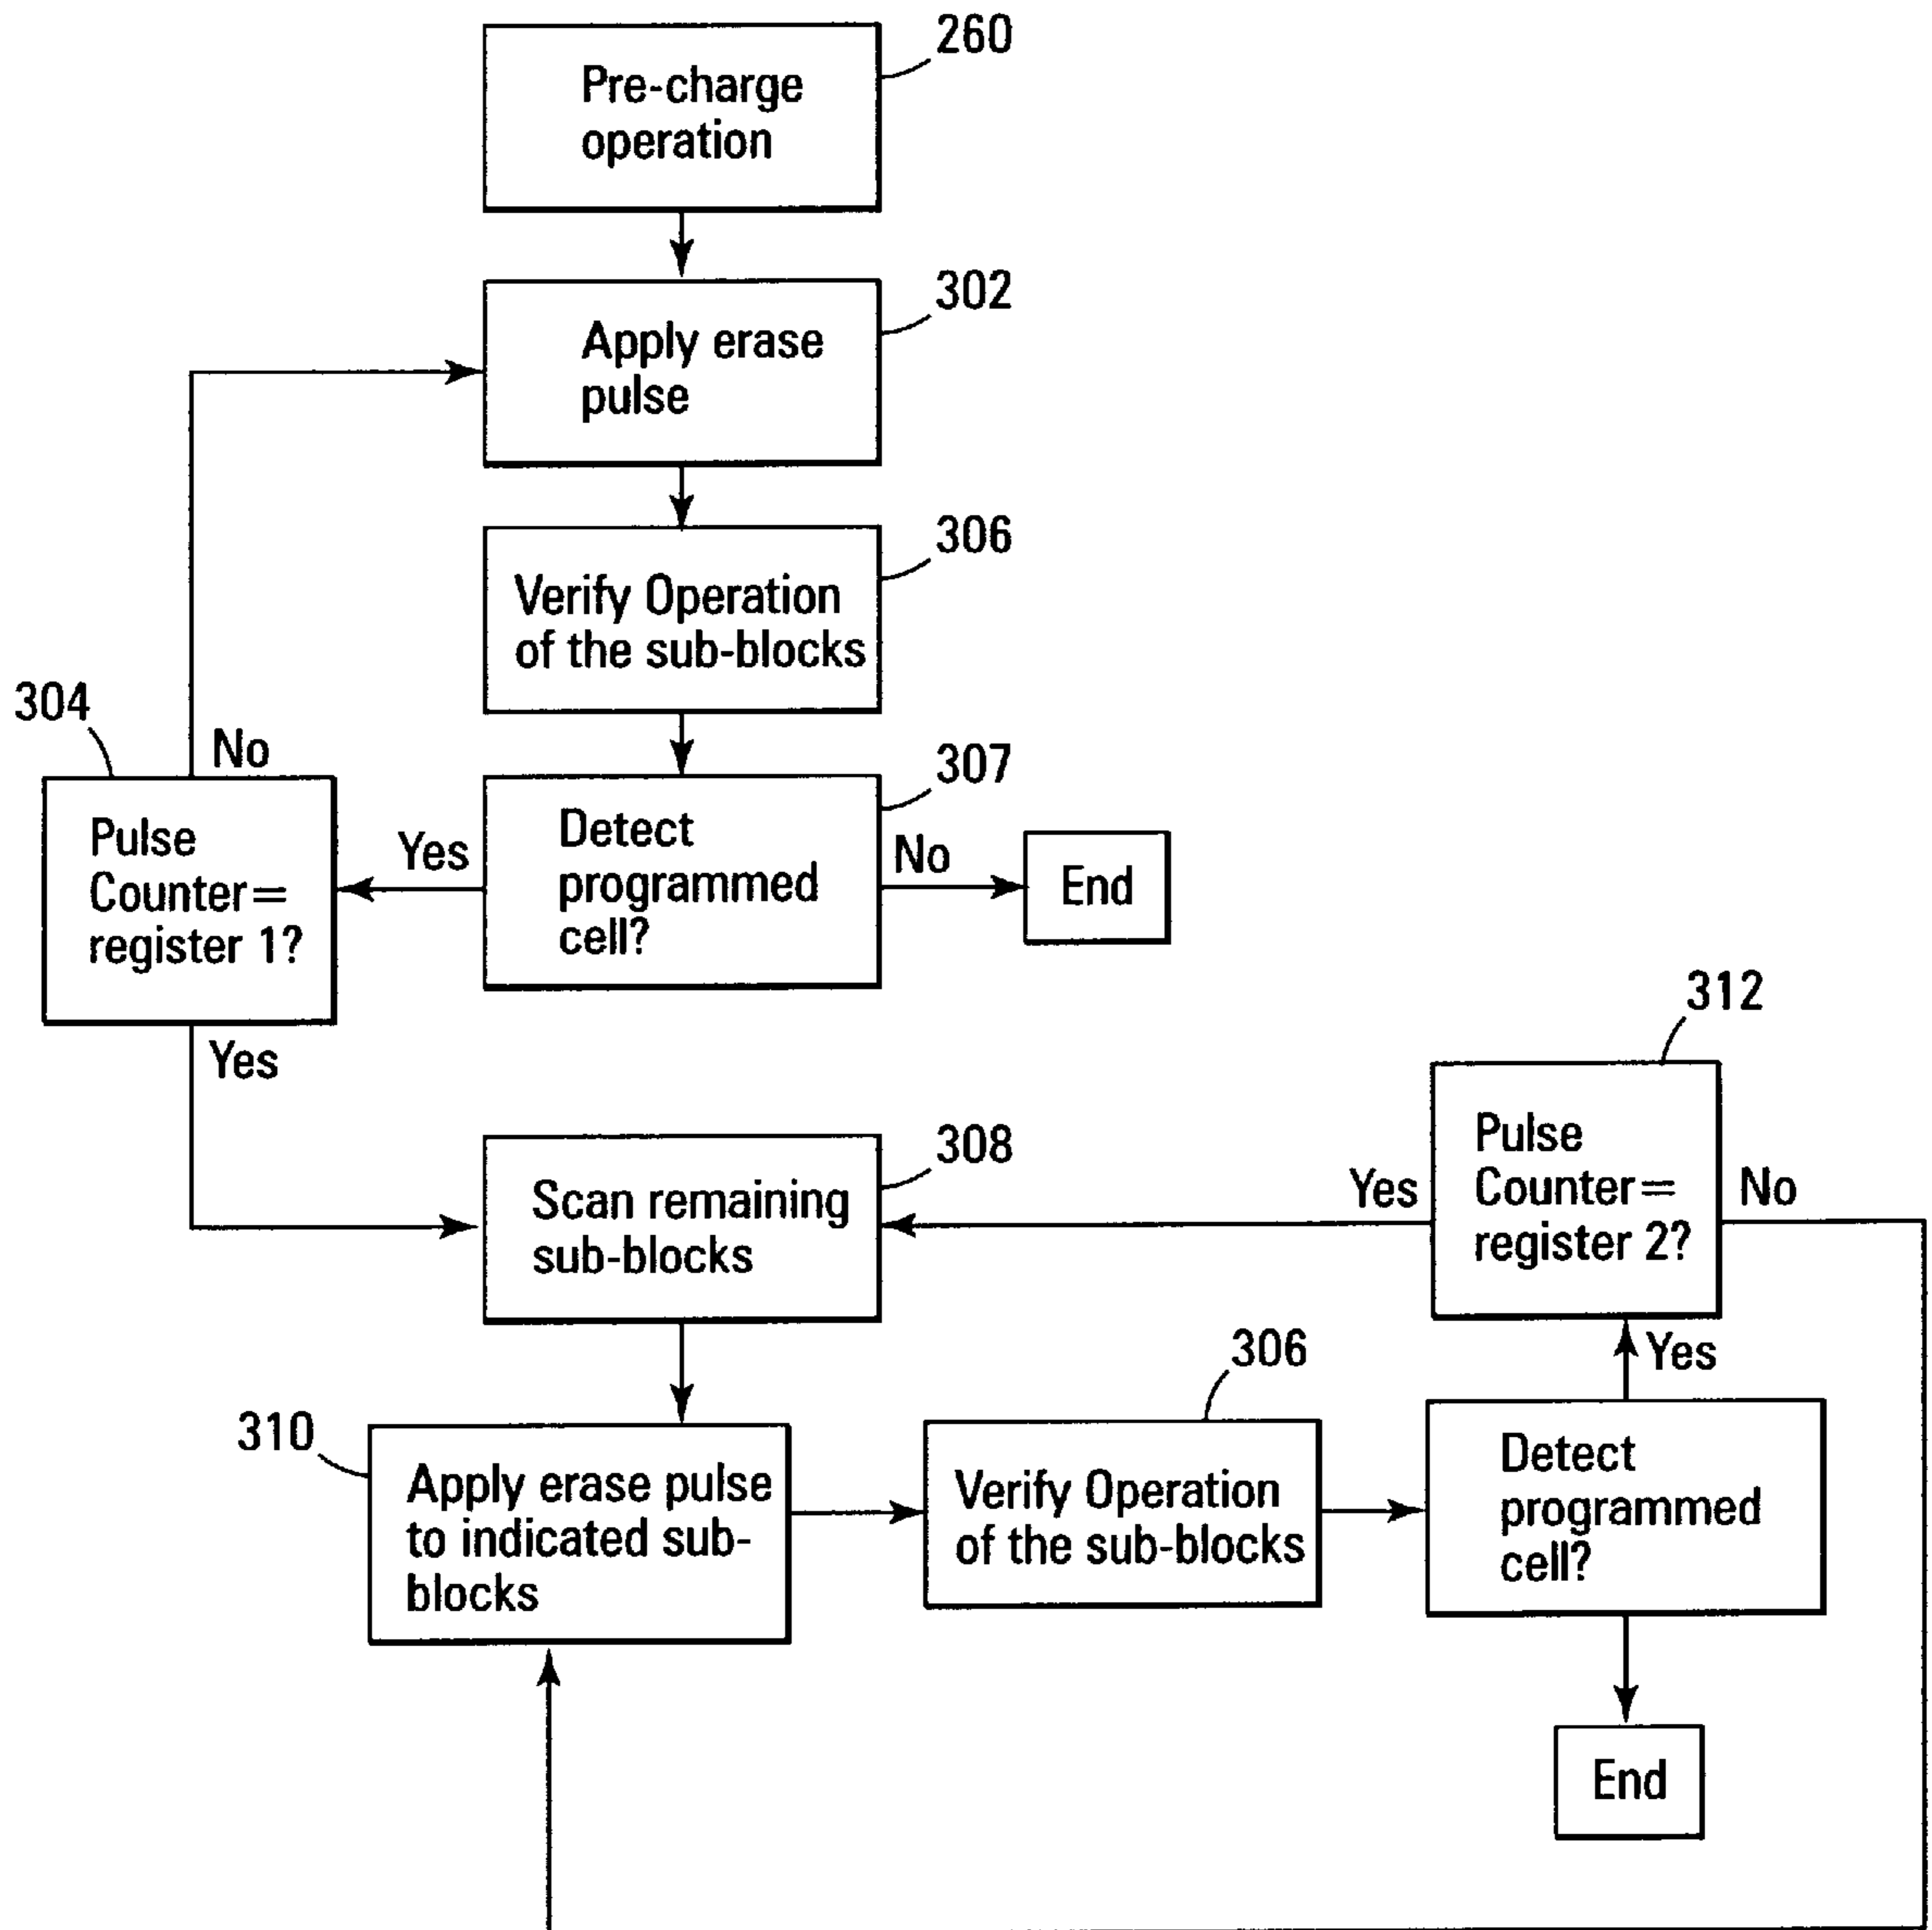 260
Pre-charge
operation
302
Apply erase
pulse
306
Verify Operation
of the sub-blocks
304
No
307
Pulse
Counter=
register 1?
Yes
Detect
programmed
cell?
No
End
Yes
312
308
Scan remaining
sub-blocks
Yes
Pulse
Counter=
register 2?
No
Yes
310
Apply erase pulse
to indicated sub-
blocks
306
Verify Operation
of the sub-blocks
Detect
programmed
cell?
End